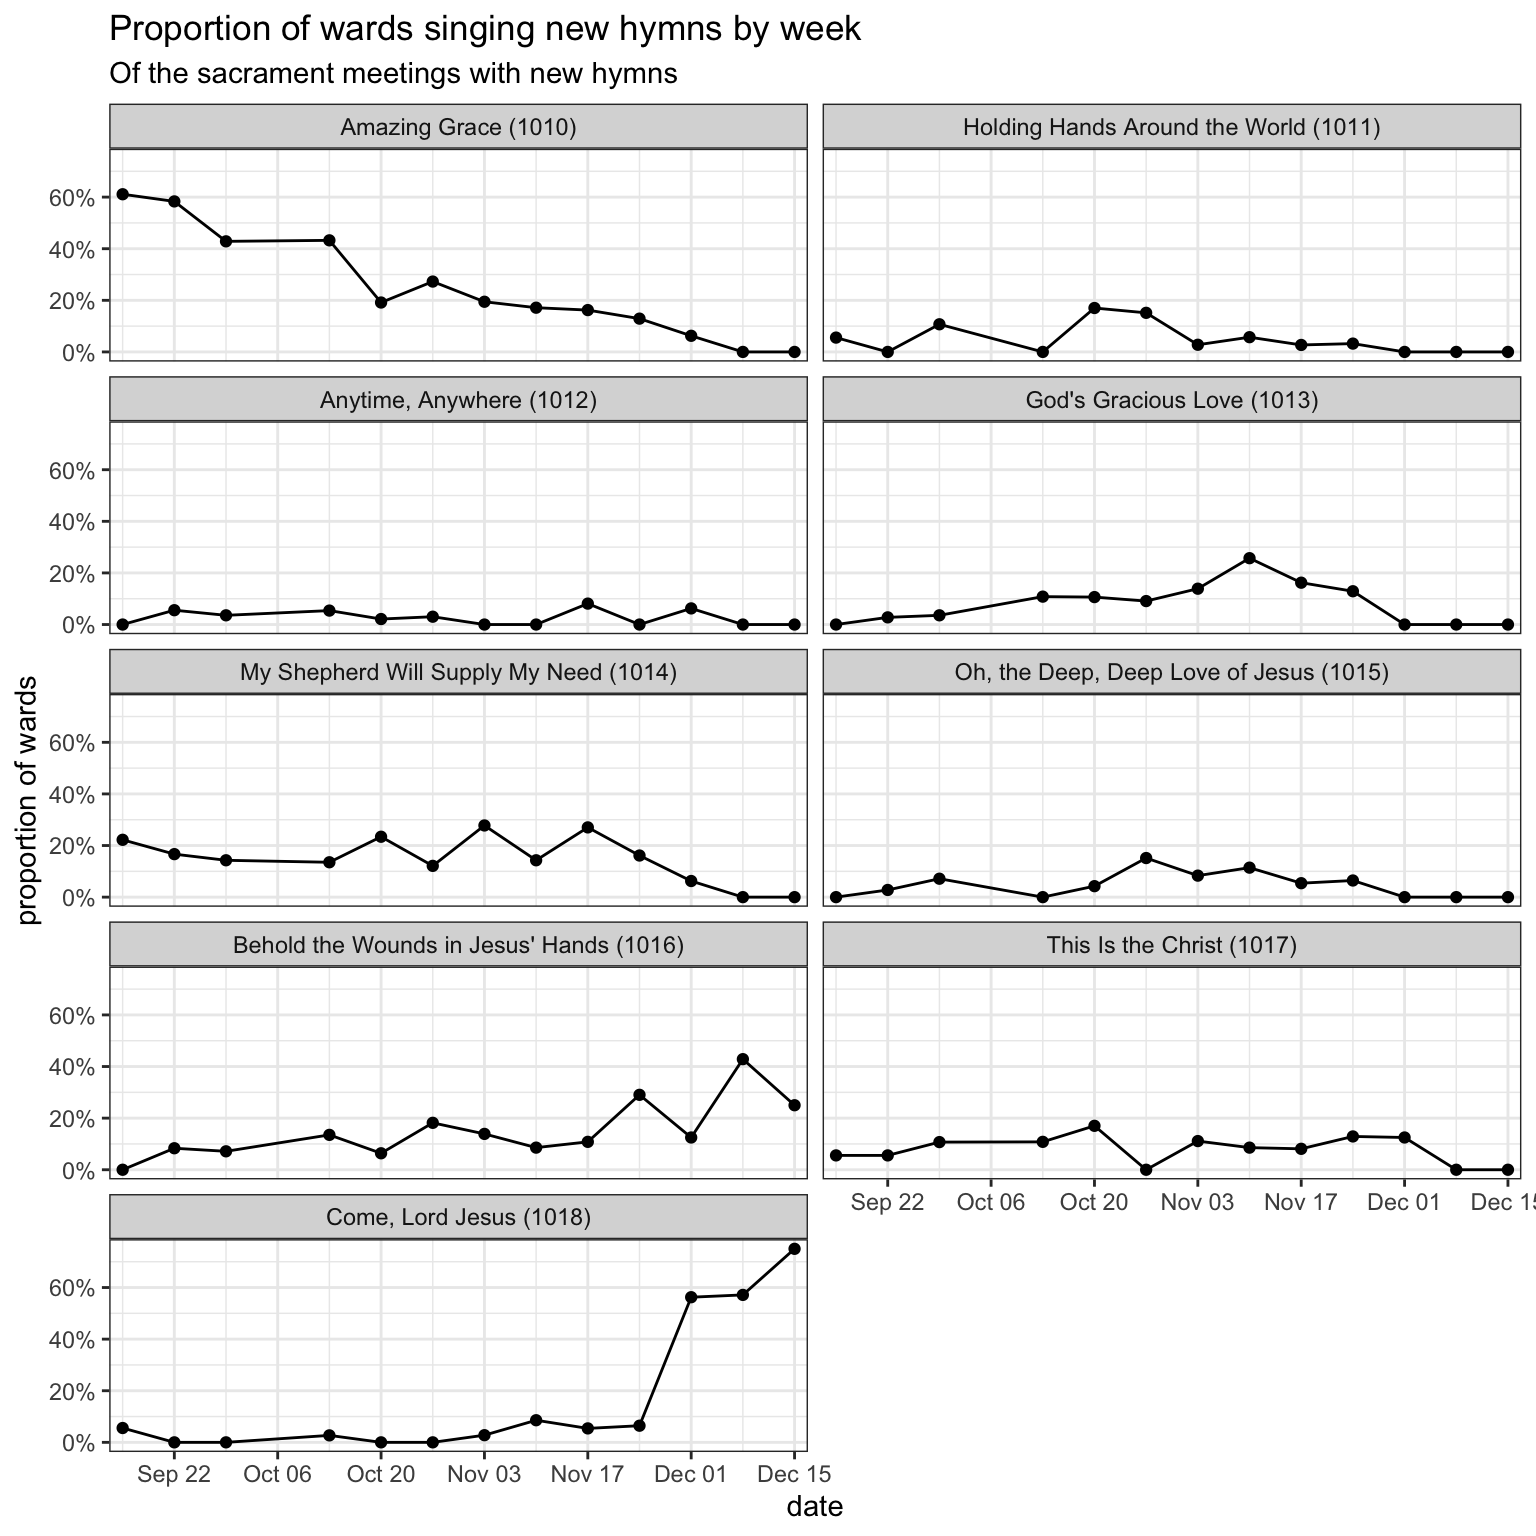 Proportion of wards singing new hymns by week
Of the sacrament meetings with new hymns
Amazing Grace (1010)
Holding Hands Around the World (1011)
60%
40%
20%
0%
Anytime, Anywhere (1012)
God's Gracious Love (1013)
60%
40%
20%
0%
My Shepherd Will Supply My Need (1014)
Oh, the Deep, Deep Love of Jesus (1015)
60%
40%
20%
0%
Behold the Wounds in Jesus' Hands (1016)
This Is the Christ (1017)
60%
40%
20%
0%
Sep 22 Oct 06 Oct 20 Nov 03 Nov 17 Dec 01 Dec 15
Come, Lord Jesus (1018)
60%
40%
20%
0%
Sep 22 Oct 06 Oct 20 Nov 03 Nov 17 Dec 01 Dec 15
date
proportion of wards